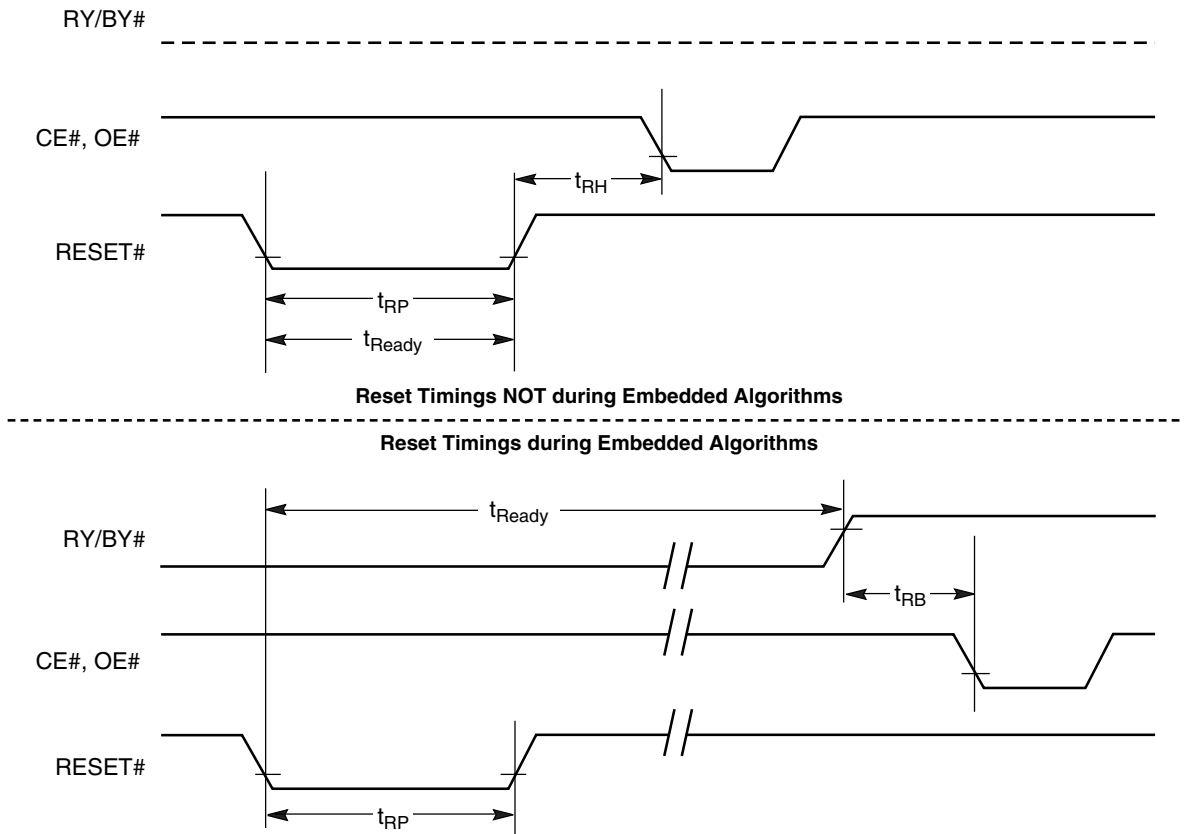 RY/BY#
CE#, OE#
tRH
RESET#
tRP
tReady
Reset Timings NOT during Embedded Algorithms
Reset Timings during Embedded Algorithms
tReady
RY/BY#
tRB
CE#, OE#
RESET#
tRP